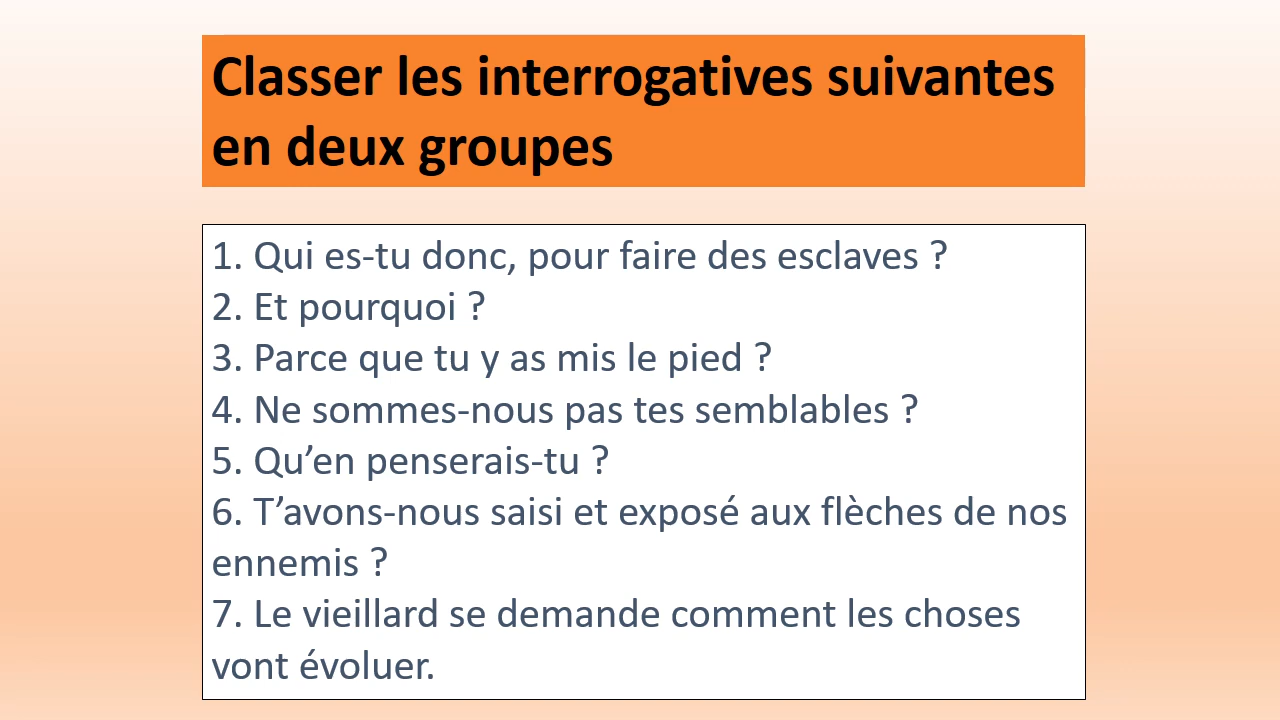 Classer les interrogatives suivantes
en deux groupes
1. Qui es-tu donc, pour faire des esclaves ?
2. Et pourquoi ?
3. Parce que tu y as mis le pied ?
4. Ne sommes-nous pas tes semblables ?
5. Qu’en penserais-tu ?
6. T’avons-nous saisi et exposé aux flèches de nos
ennemis ?
7. Le vieillard se demande comment les choses
vont évoluer.